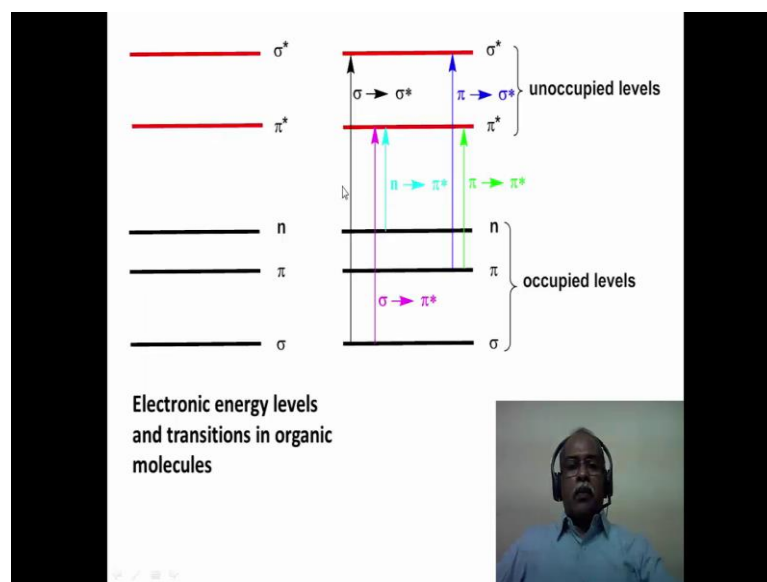 σ*
σ*
σ → σ*
π → σ*
unoccupied levels
π*
π*
n → π*
π → π*
n
n
π
π
occupied levels
σ → π*
σ
σ
Electronic energy levels
and transitions in organic
molecules